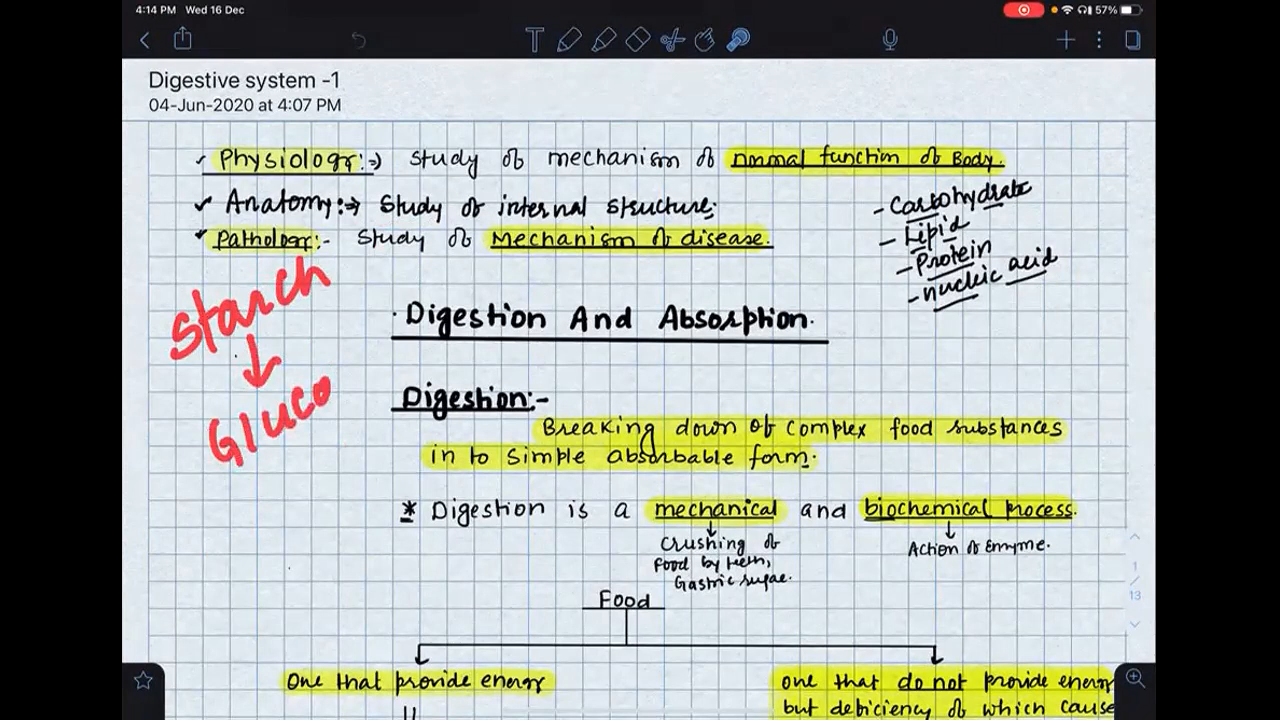 4:14 PM Wed 16 Dec
57%
Digestive system -1
04-Jun-2020 at 4:07 PM
Physiology:→ study of mechanism of normal function of Body.
Anatomy:→ Study of internal structure.
Pathology:- Study of Mechanism of disease.
- Carbohydrate
- Lipid
- Protein
- nucleic acid
Starch
↓
Gluco
Digestion And Absorption.
Digestion:-
Breaking down of complex food substances
in to simple absorbable form.
* Digestion is a mechanical and biochemical process.
Crushing of
food by teeth,
Gastric
Action of Enzyme.
Food
One that provide energy
one that do not provide energy
but deficiency of which cause
1
/
13